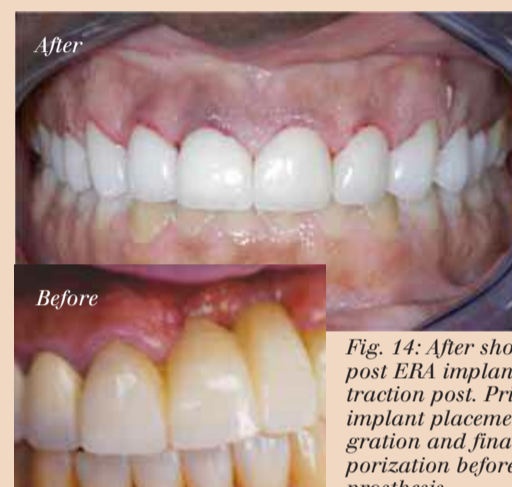 After
Before
Fig. 14: After sho
post ERA implan
traction post. Pri
implant placeme
gration and fina
porization before
prosthesis